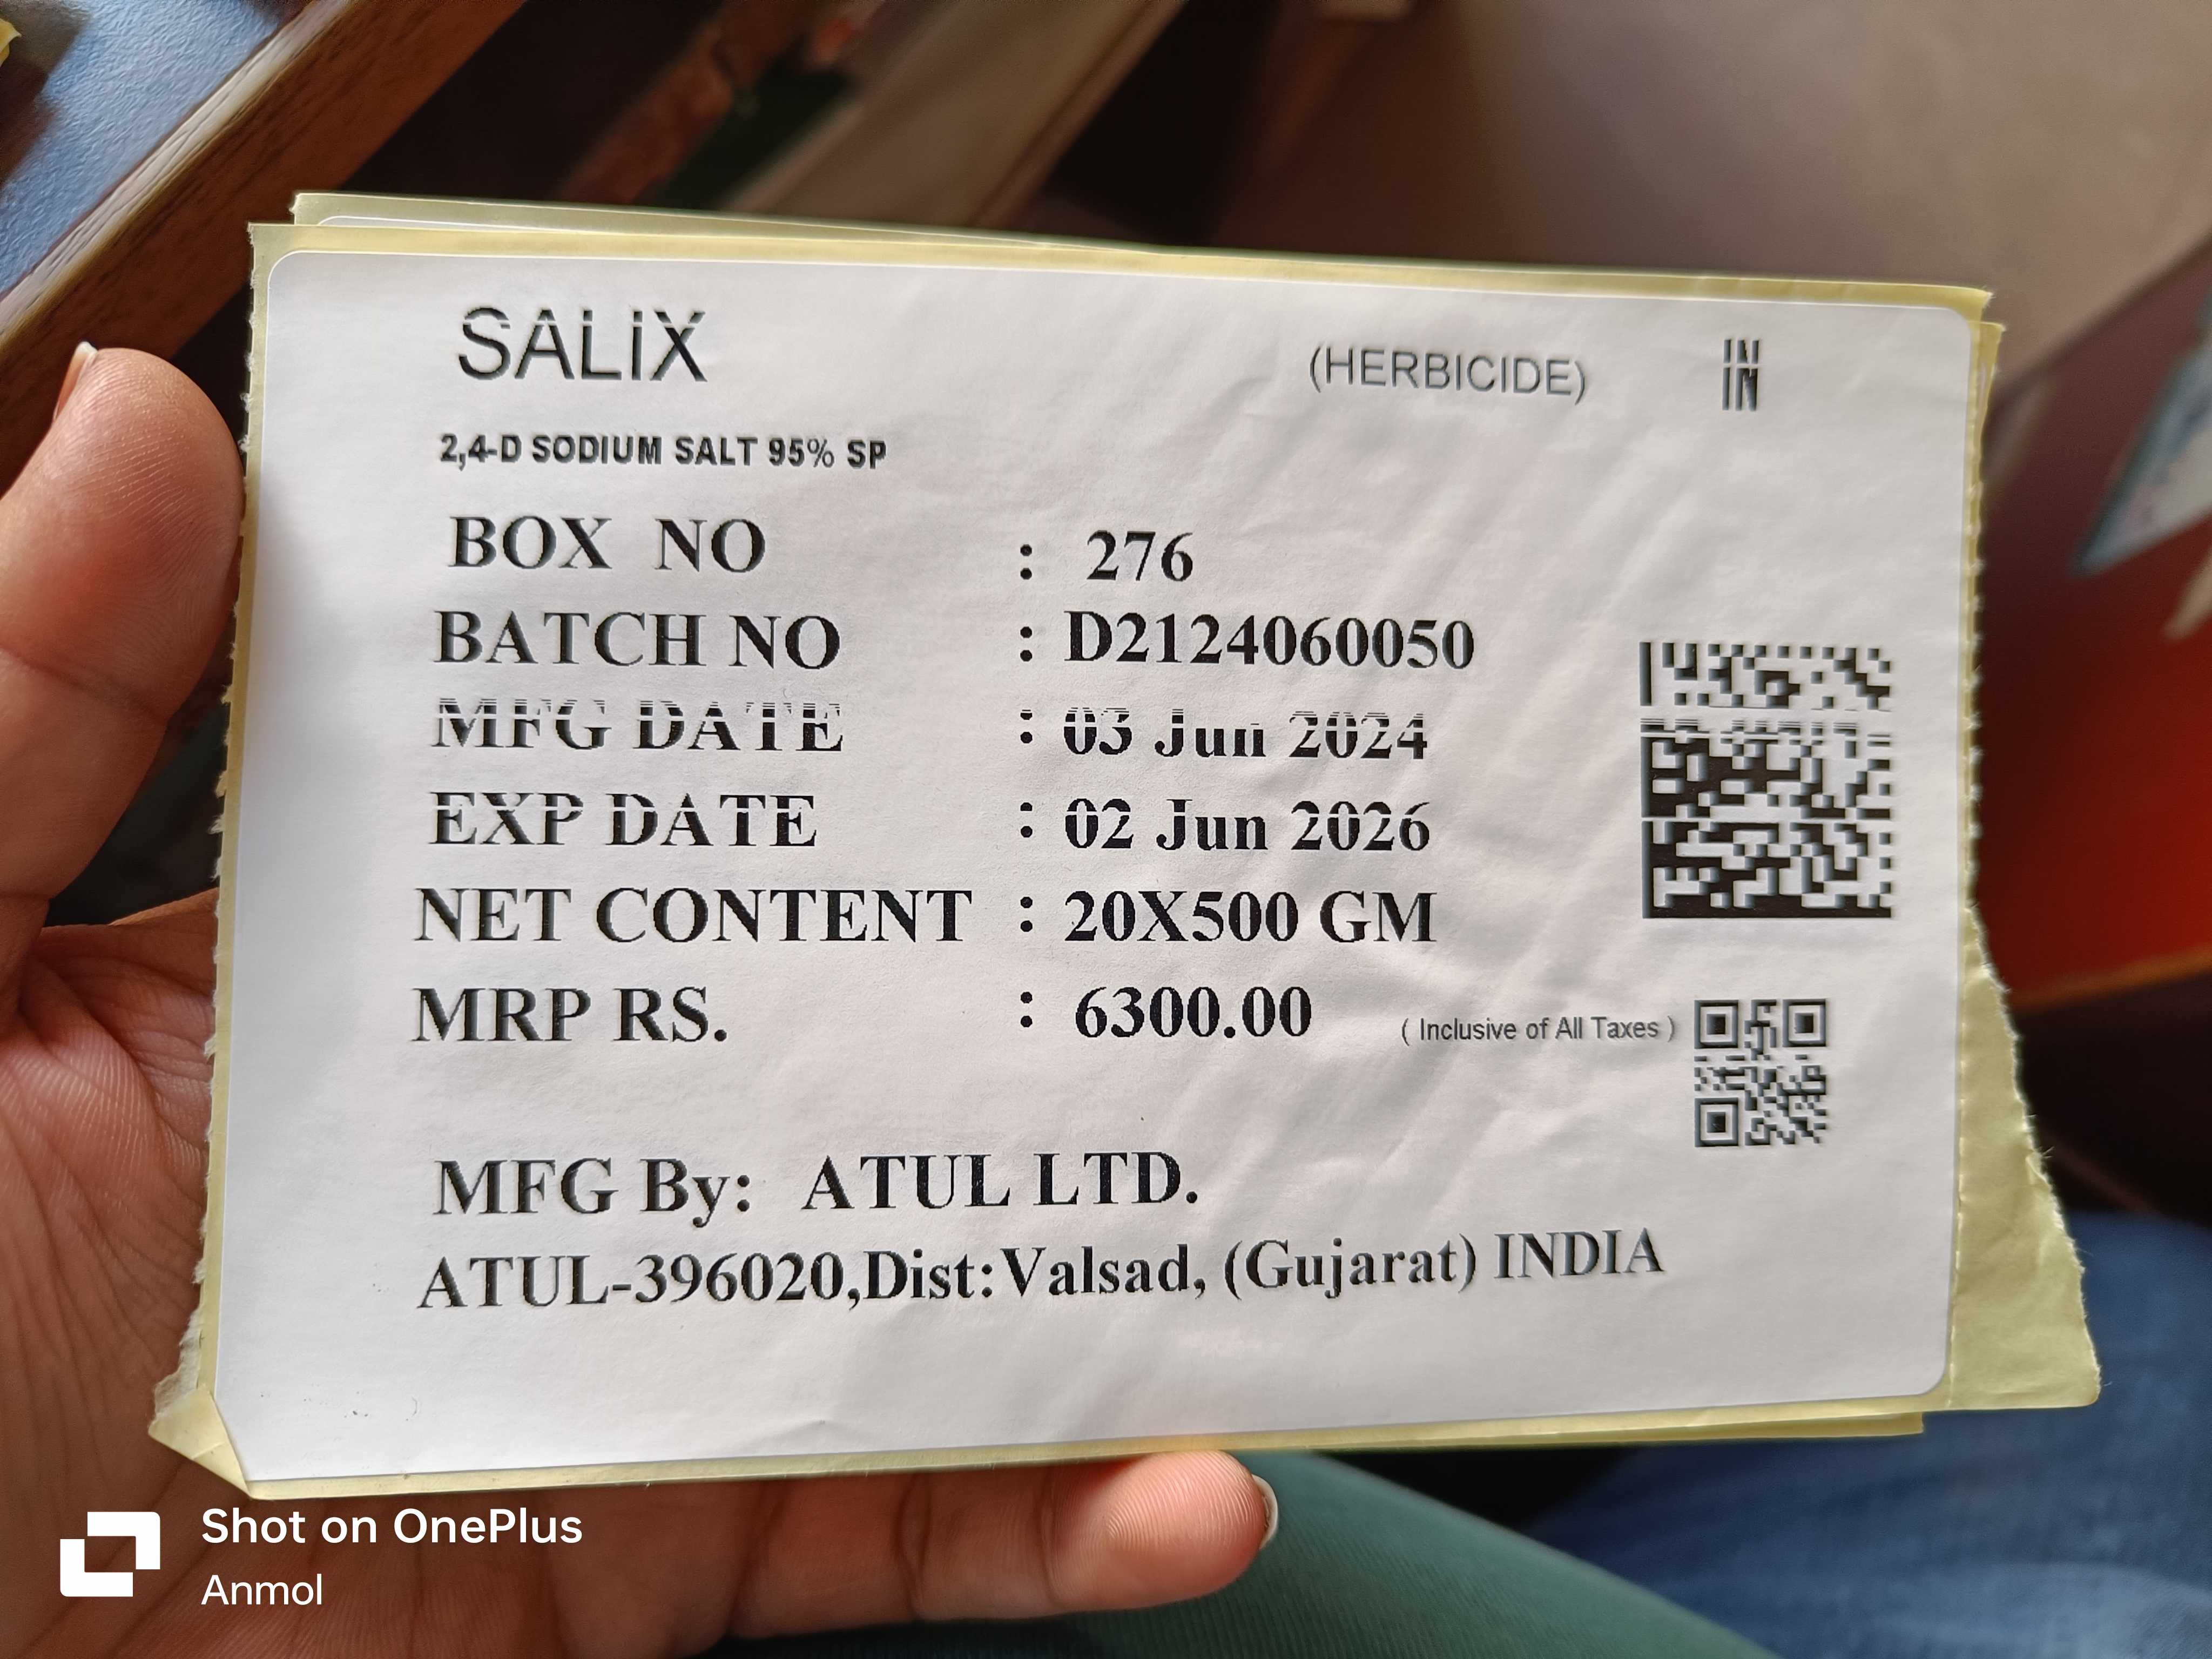 SALiX (HERBICIDE) IN
2,4-D SODIUM SALT 95% SP
BOX NO : 276
BATCH NO : D2124060050
MFG DATE : 03 Jun 2024
EXP DATE : 02 Jun 2026
NET CONTENT : 20X500 GM
MRP RS. : 6300.00 ( Inclusive of All Taxes )
MFG By: ATUL LTD.
ATUL-396020,Dist:Valsad, (Gujarat) INDIA
Shot on OnePlus
Anmol